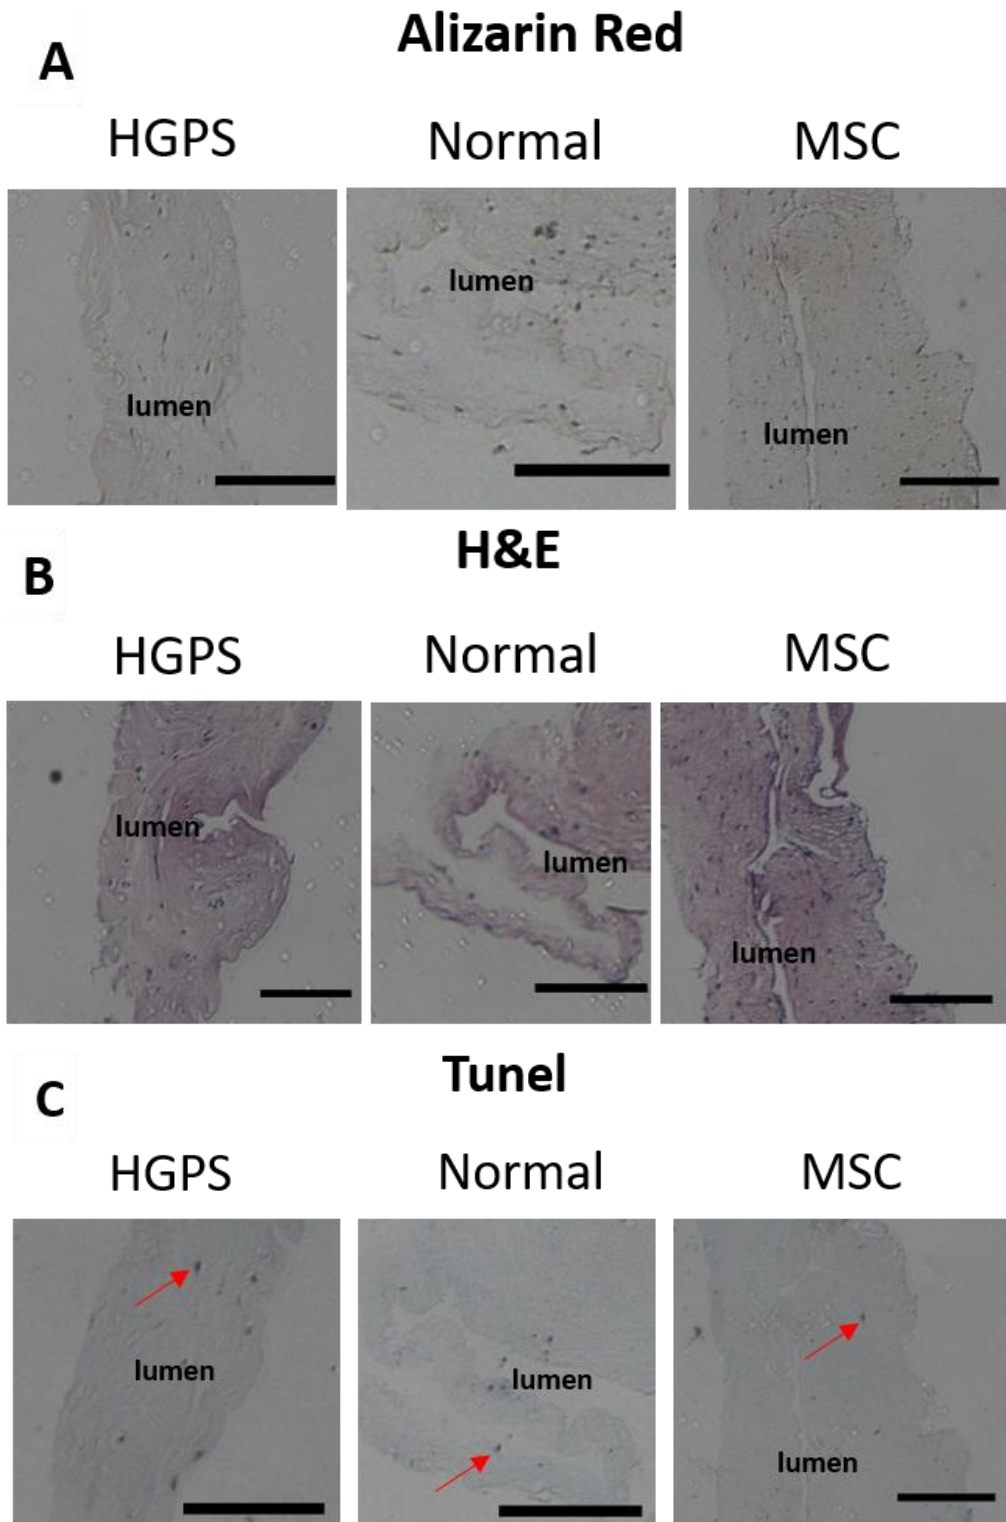 A
Alizarin Red
HGPS Normal MSC
lumen
lumen
lumen
B
H&E
HGPS Normal MSC
lumen
lumen
lumen
C
Tunel
HGPS Normal MSC
lumen
lumen
lumen